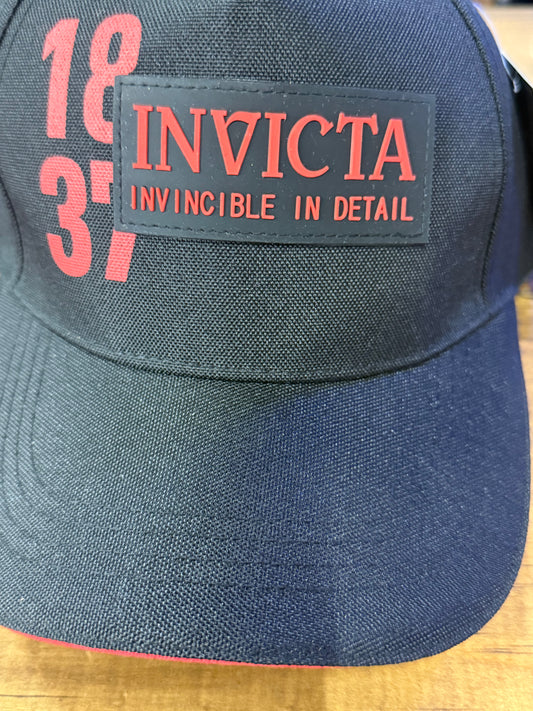 18
37
INVICTA
INVINCIBLE IN DETAIL